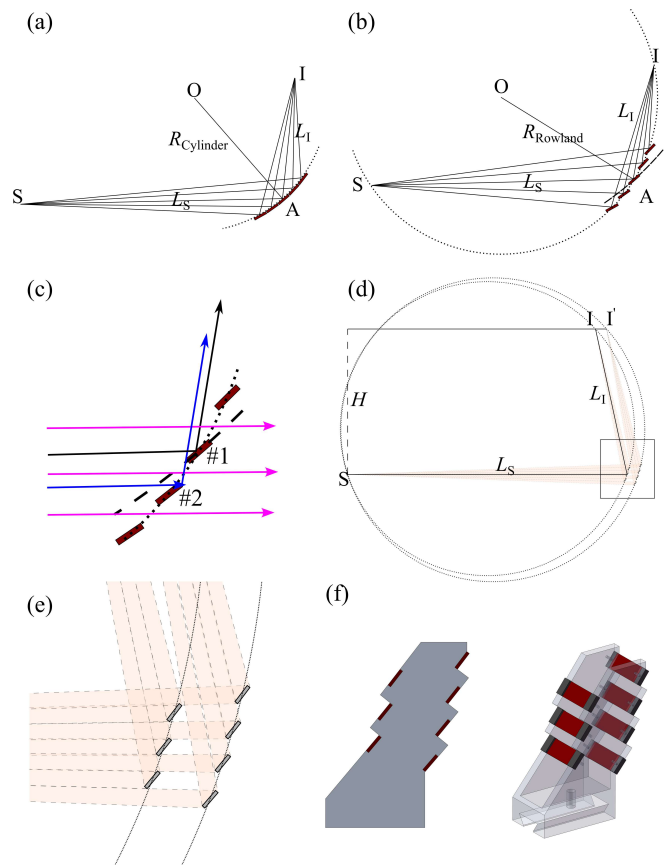 (a)
(b)
O
I
R_Cylinder
L_I
S
L_S
A
O
I
L_I
R_Rowland
S
L_S
A
(c)
(d)
#1
#2
I I'
H
L_I
L_S
S
(e)
(f)